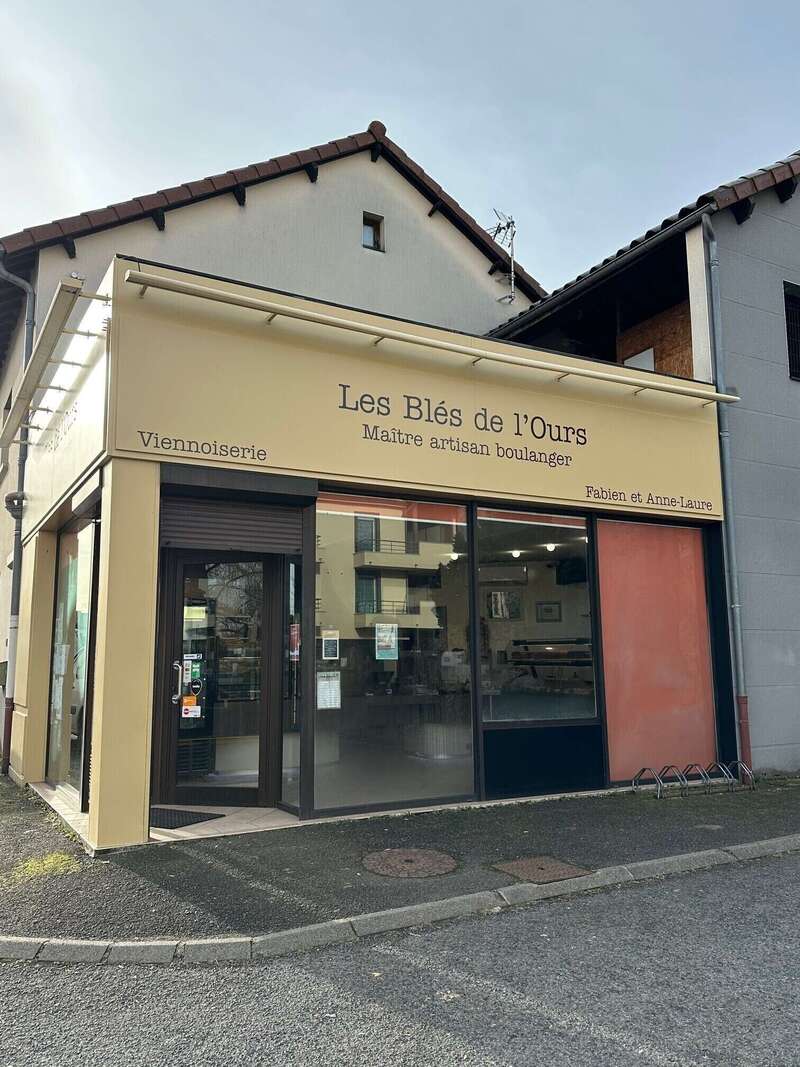 Les Blés de l'Ours
Maître artisan boulanger
Viennoiserie
Fabien et Anne-Laure